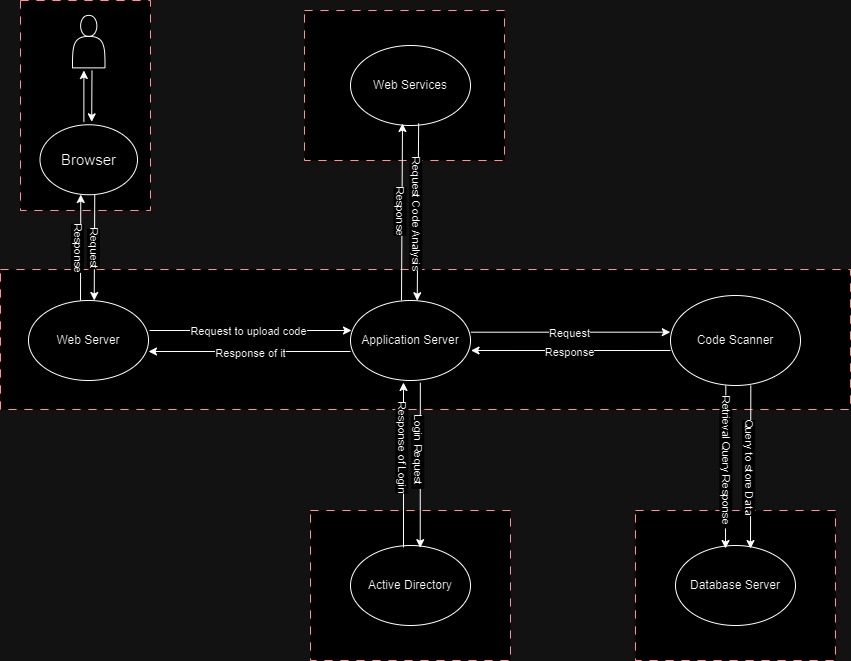 Web Services
Browser
Response
Request
Response
Request Code Analysis
Web Server
Request to upload code
Response of it
Application Server
Request
Response
Code Scanner
Response of Login
Login Request
Retrieval Query Response
Query to store Data
Active Directory
Database Server